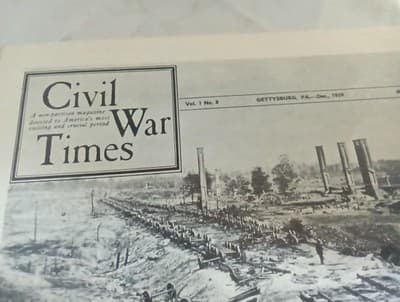 Civil
A non-partisan magazine
devoted to America's most
exciting and crucial period
War
Times
Vol. 1 No. 8
GETTYSBURG, PA.—Dec., 1959